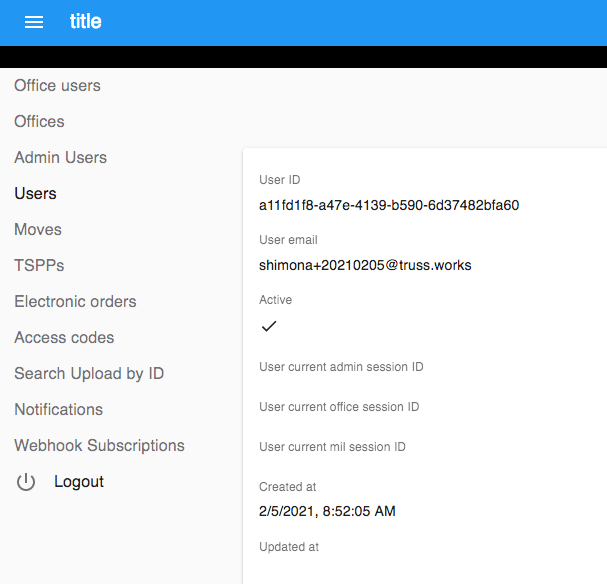 title
Office users
Offices
Admin Users
Users
Moves
TSPPs
Electronic orders
Access codes
Search Upload by ID
Notifications
Webhook Subscriptions
Logout
User ID
a11fd1f8-a47e-4139-b590-6d37482bfa60
User email
shimona+20210205@truss.works
Active
User current admin session ID
User current office session ID
User current mil session ID
Created at
2/5/2021, 8:52:05 AM
Updated at